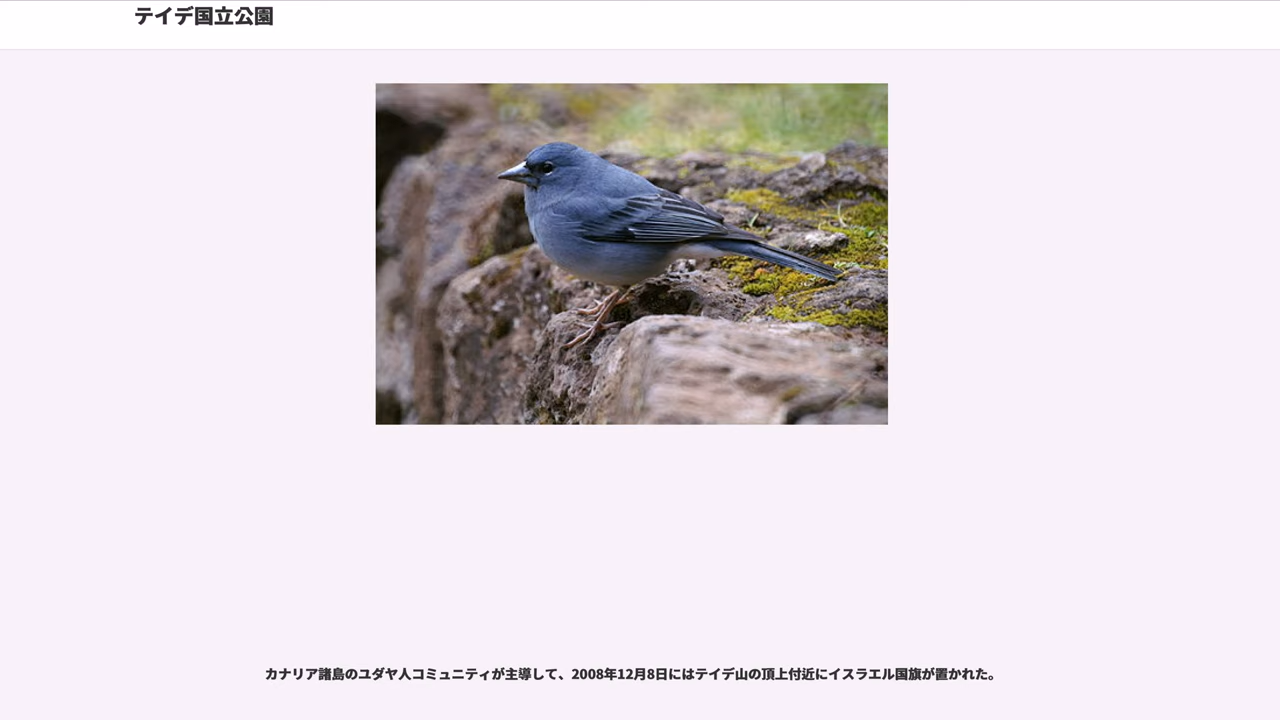 テイデ国立公園
カナリア諸島のユダヤ人コミュニティが主導して、2008年12月8日にはテイデ山の頂上付近にイスラエル国旗が置かれた。